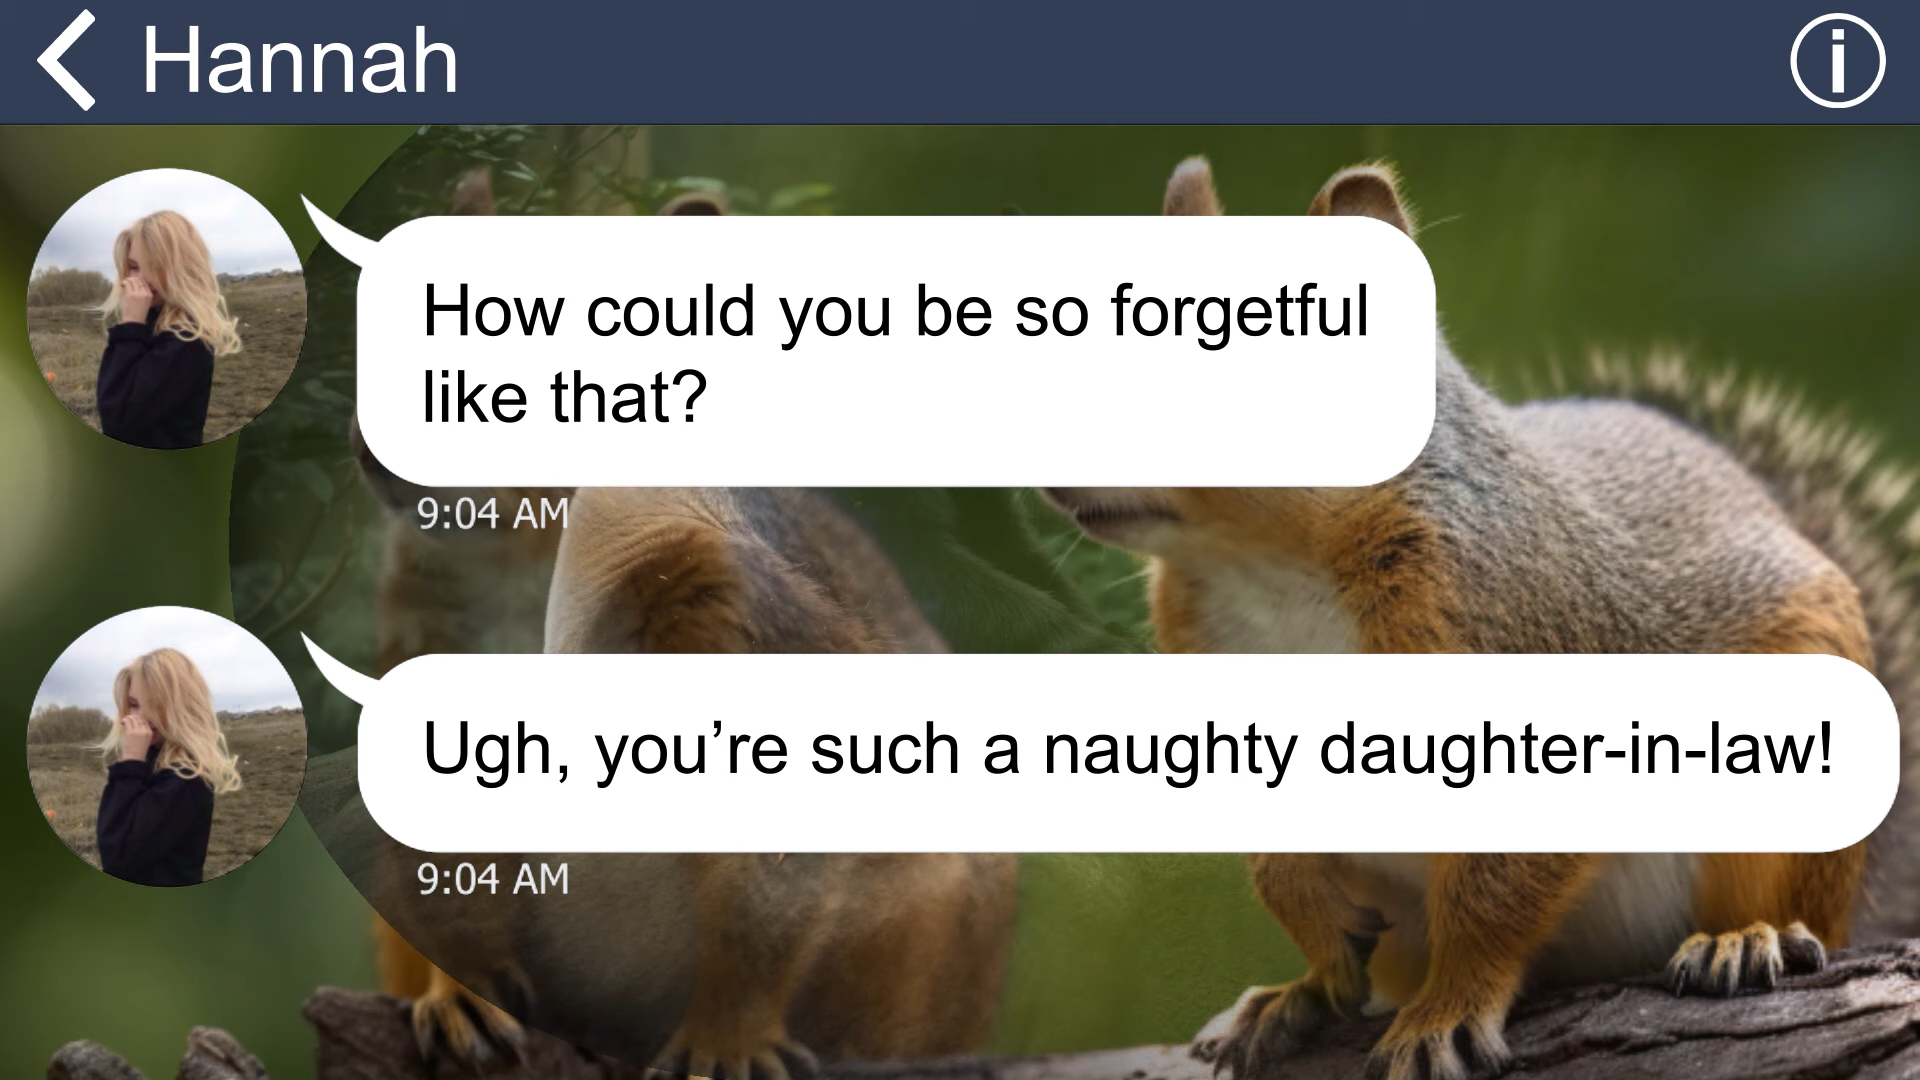 Hannah
How could you be so forgetful
like that?
9:04 AM
Ugh, you’re such a naughty daughter-in-law!
9:04 AM